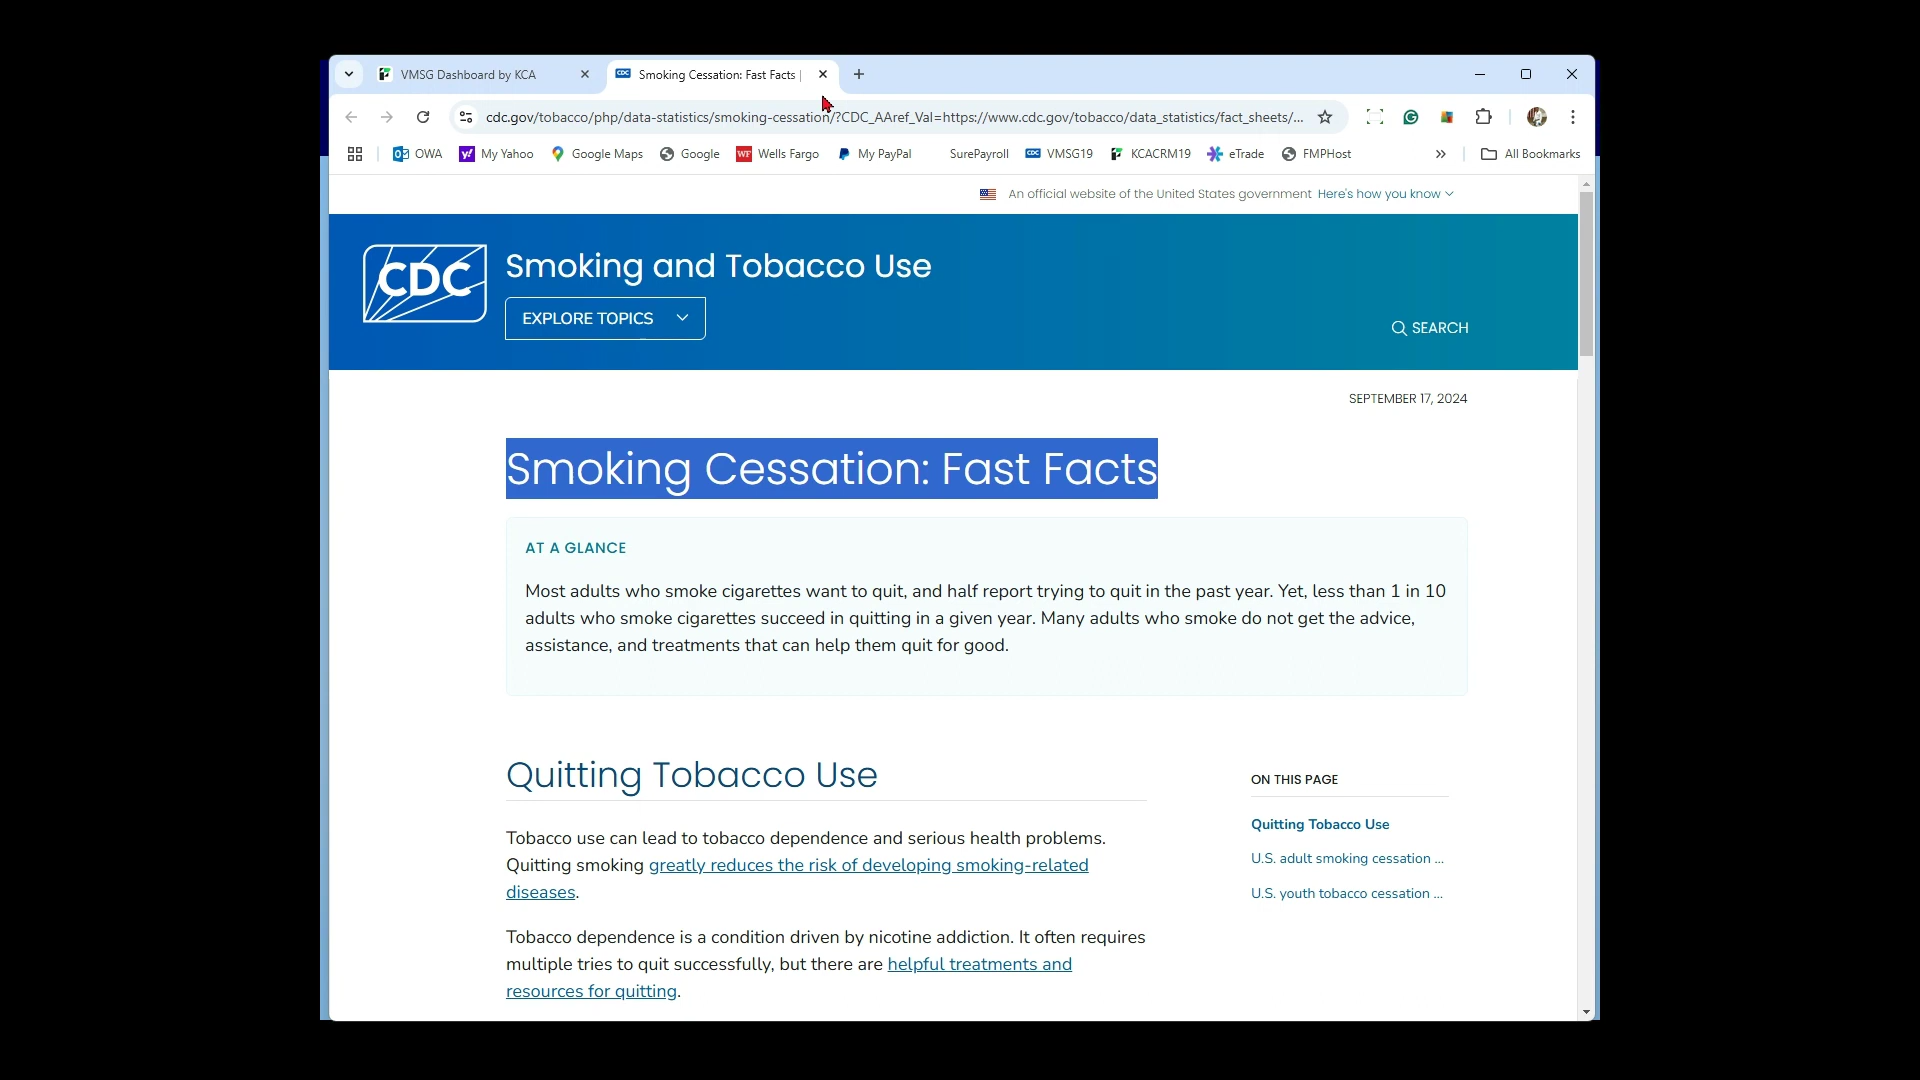 VMSG Dashboard by KCA
CDC Smoking Cessation: Fast Facts |
cdc.gov/tobacco/php/data-statistics/smoking-cessation/?CDC_AAref_Val=https://www.cdc.gov/tobacco/data_statistics/fact_sheets/...
OWA My Yahoo Google Maps Google WF Wells Fargo My PayPal SurePayroll CDC VMSG19 KCACRM19 eTrade FMPHost » All Bookmarks
An official website of the United States government Here's how you know
CDC
Smoking and Tobacco Use
EXPLORE TOPICS
SEARCH
SEPTEMBER 17, 2024
Smoking Cessation: Fast Facts
AT A GLANCE
Most adults who smoke cigarettes want to quit, and half report trying to quit in the past year. Yet, less than 1 in 10
adults who smoke cigarettes succeed in quitting in a given year. Many adults who smoke do not get the advice,
assistance, and treatments that can help them quit for good.
Quitting Tobacco Use
Tobacco use can lead to tobacco dependence and serious health problems.
Quitting smoking greatly reduces the risk of developing smoking-related
diseases.
Tobacco dependence is a condition driven by nicotine addiction. It often requires
multiple tries to quit successfully, but there are helpful treatments and
resources for quitting.
ON THIS PAGE
Quitting Tobacco Use
U.S. adult smoking cessation ...
U.S. youth tobacco cessation ...